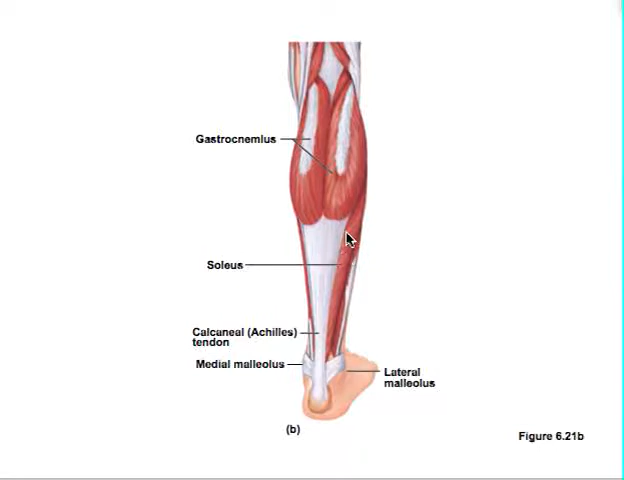 Gastrocnemius
Soleus
Calcaneal (Achilles)
tendon
Medial malleolus
Lateral
malleolus
(b)
Figure 6.21b